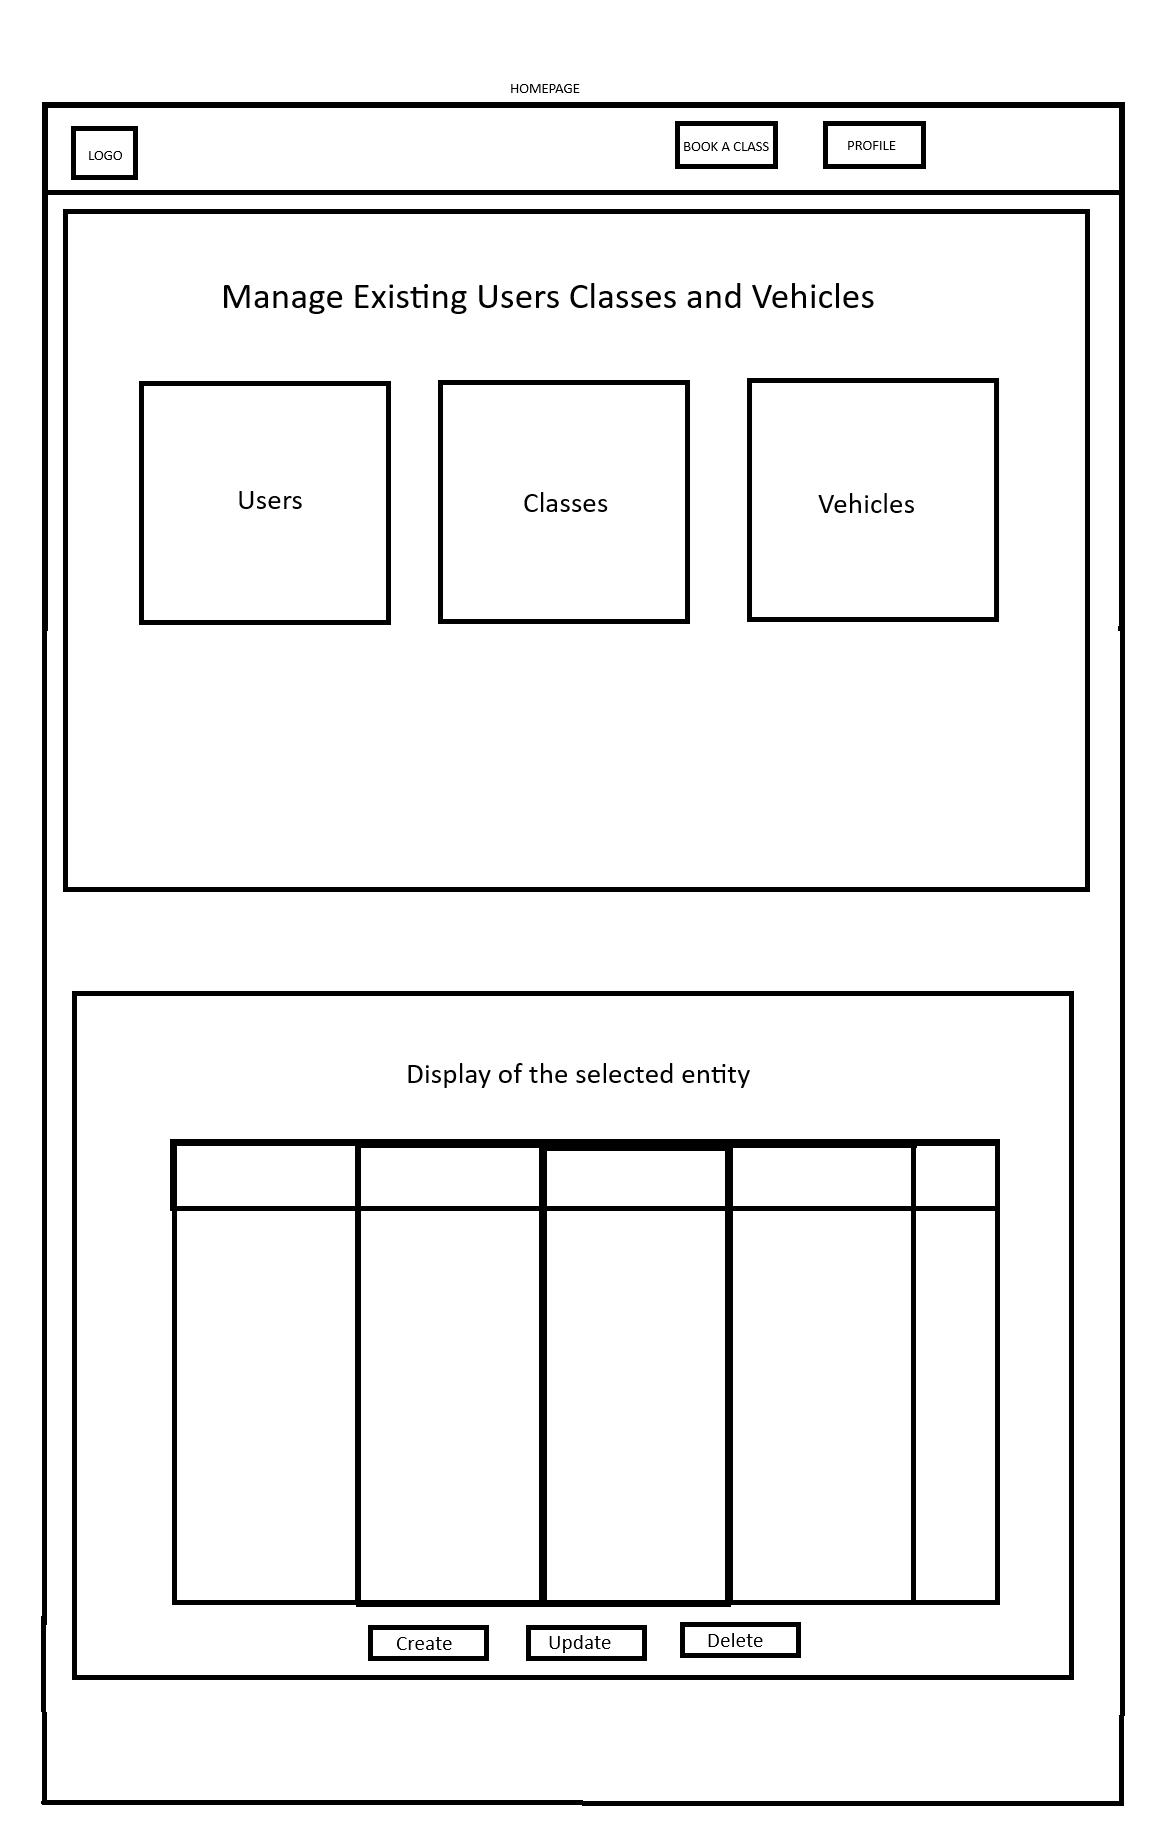 HOMEPAGE
LOGO
BOOK A CLASS
PROFILE
Manage Existing Users Classes and Vehicles
Users
Classes
Vehicles
Display of the selected entity
Create
Update
Delete